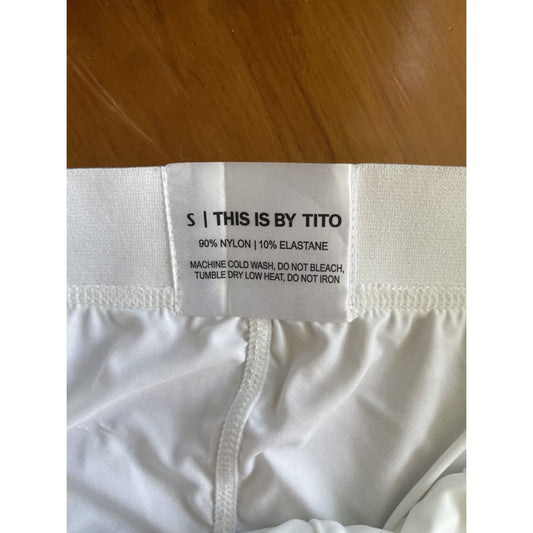 S | THIS IS BY TITO
90% NYLON | 10% ELASTANE
MACHINE COLD WASH, DO NOT BLEACH,
TUMBLE DRY LOW HEAT, DO NOT IRON